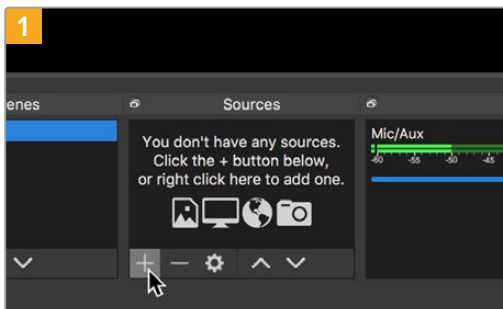 1
enes
Sources
You don't have any sources.
Click the + button below,
or right click here to add one.
Mic/Aux
-60 -55 -50 -45